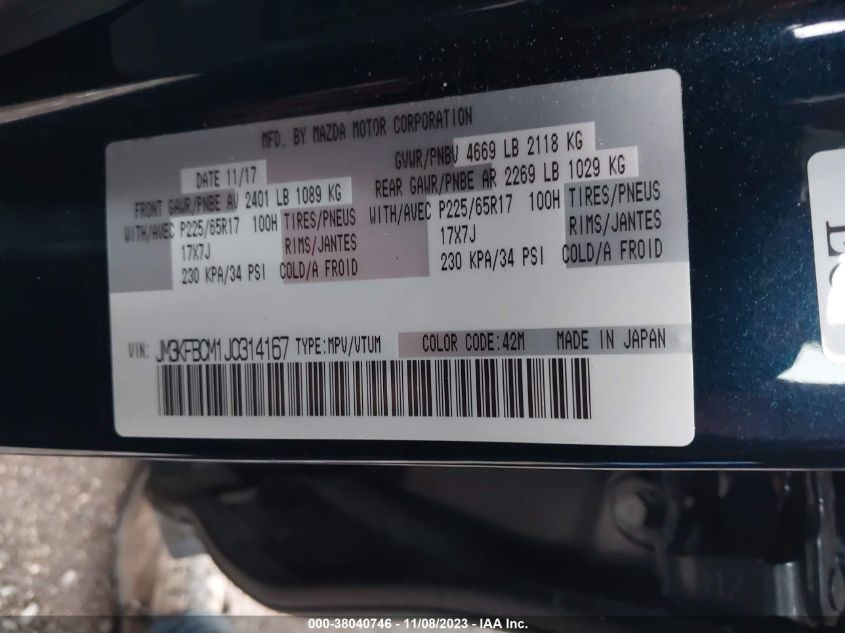 MFD. BY MAZDA MOTOR CORPORATION
DATE 11/17
GVWR/PNBV 4669 LB 2118 KG
FRONT GAWR/PNBE AV 2401 LB 1089 KG
REAR GAWR/PNBE AR 2269 LB 1029 KG
WITH/AVEC P225/65R17 100H TIRES/PNEUS
WITH/AVEC P225/65R17 100H TIRES/PNEUS
17X7J RIMS/JANTES
17X7J RIMS/JANTES
230 KPA/34 PSI COLD/A FROID
230 KPA/34 PSI COLD/A FROID
VIN: JM3KFBCM1J0314167 TYPE:MPV/VTUM COLOR CODE:42M MADE IN JAPAN
000-38040746 - 11/08/2023 - IAA Inc.